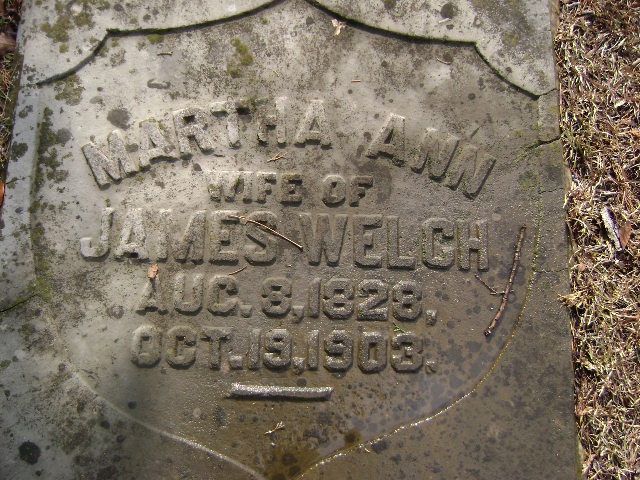 MARTHA ANN
WIFE OF
JAMES WELCH
AUG. 8, 1828,
OCT. 19, 1903.